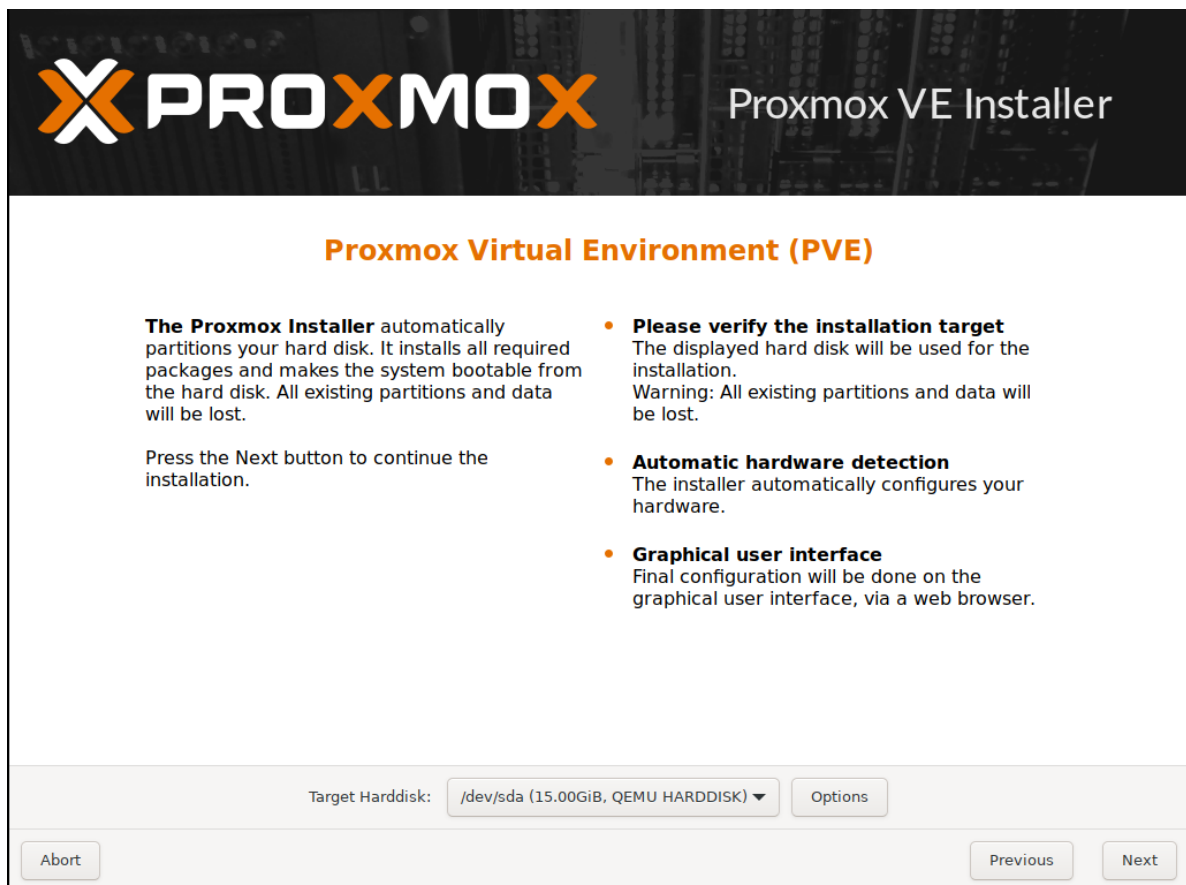 PROXMOX
Proxmox VE Installer
Proxmox Virtual Environment (PVE)
The Proxmox Installer automatically
partitions your hard disk. It installs all required
packages and makes the system bootable from
the hard disk. All existing partitions and data
will be lost.
Press the Next button to continue the
installation.
Please verify the installation target
The displayed hard disk will be used for the
installation.
Warning: All existing partitions and data will
be lost.
Automatic hardware detection
The installer automatically configures your
hardware.
Graphical user interface
Final configuration will be done on the
graphical user interface, via a web browser.
Target Harddisk: /dev/sda (15.00GiB, QEMU HARDDISK) Options
Abort Previous Next